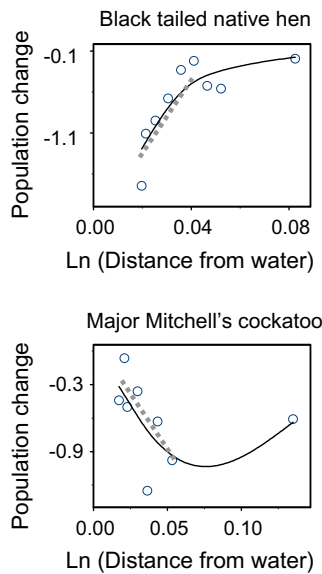 Black tailed native hen
-0.1
-1.1
Population change
0.00 0.04 0.08
Ln (Distance from water)
Major Mitchell's cockatoo
-0.3
-0.9
Population change
0.00 0.05 0.10
Ln (Distance from water)